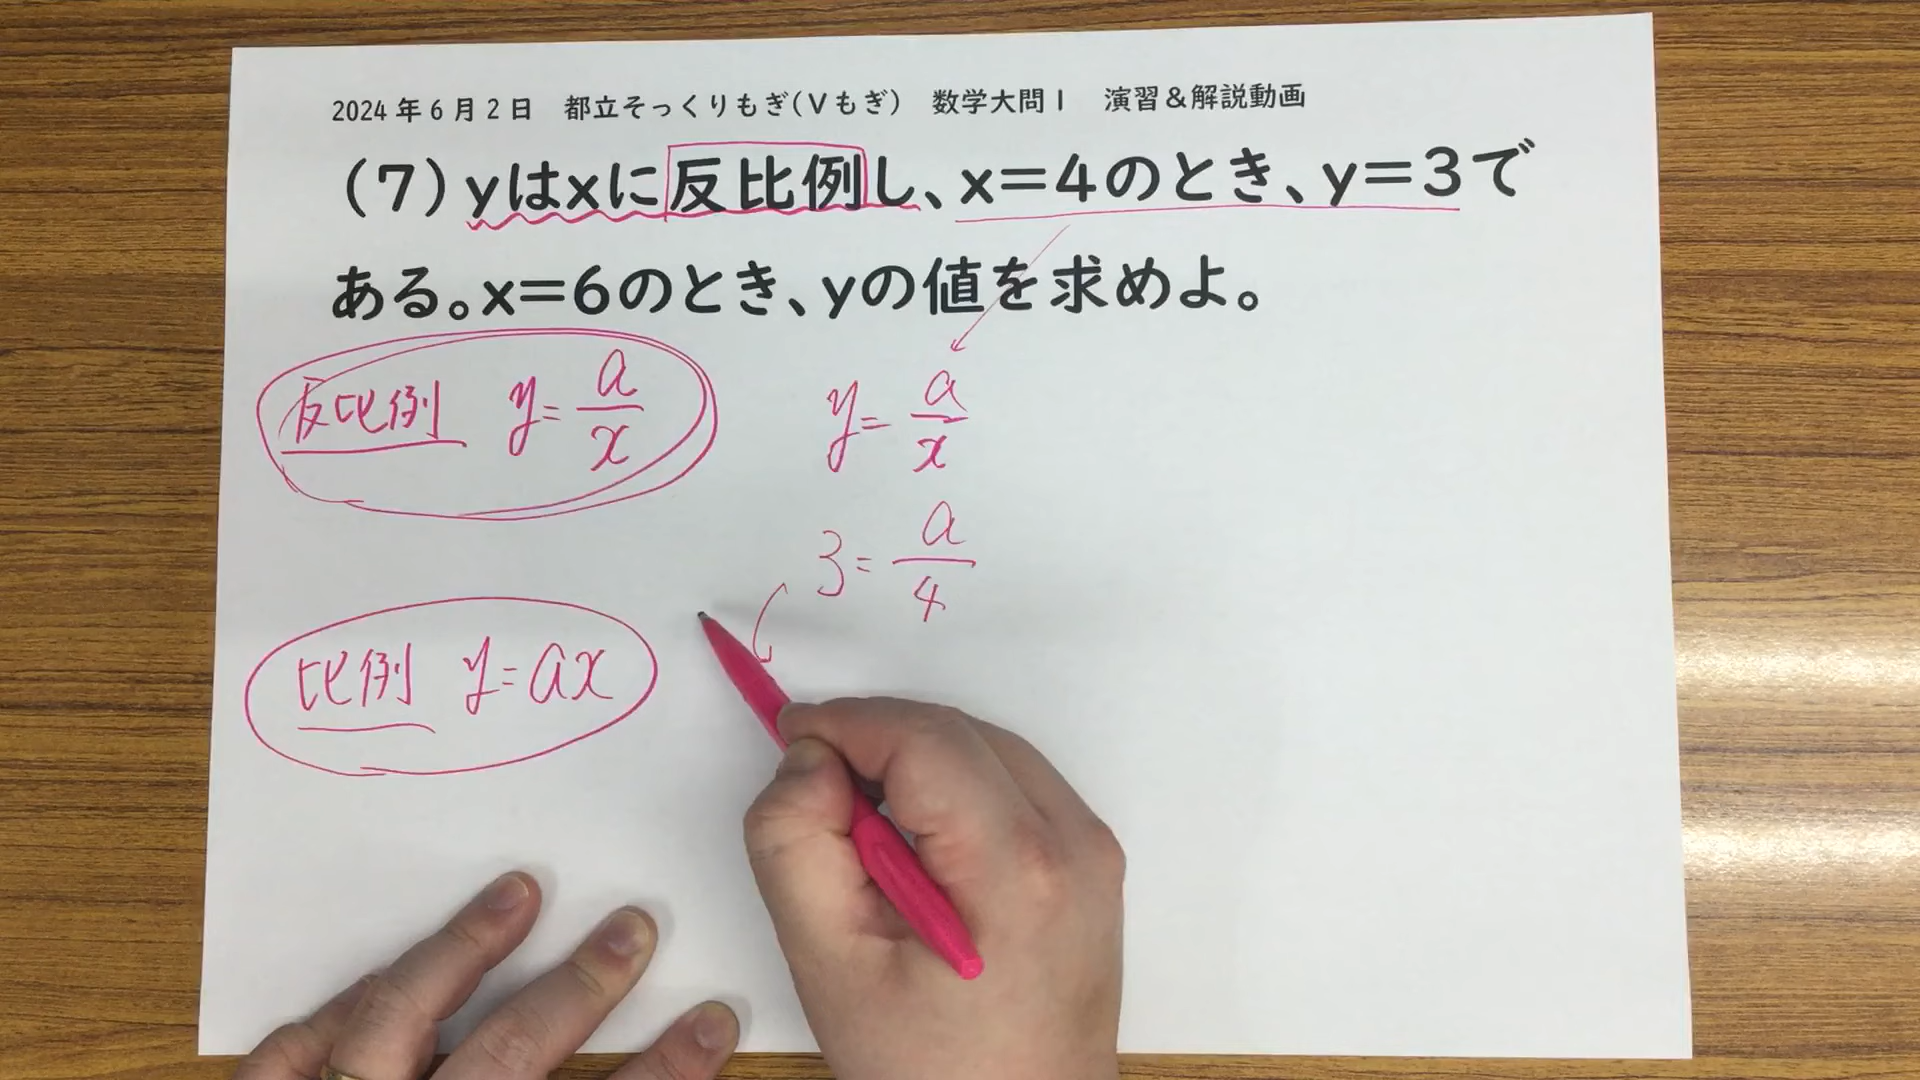 2024年6月2日 都立そっくりもぎ(Vもぎ) 数学大問1 演習&解説動画
(7)yはxに反比例し、x=4のとき、y=3で
ある。x=6のとき、yの値を求めよ。
反比例 y=a/x
y=a/x
3=a/4
比例 y=ax